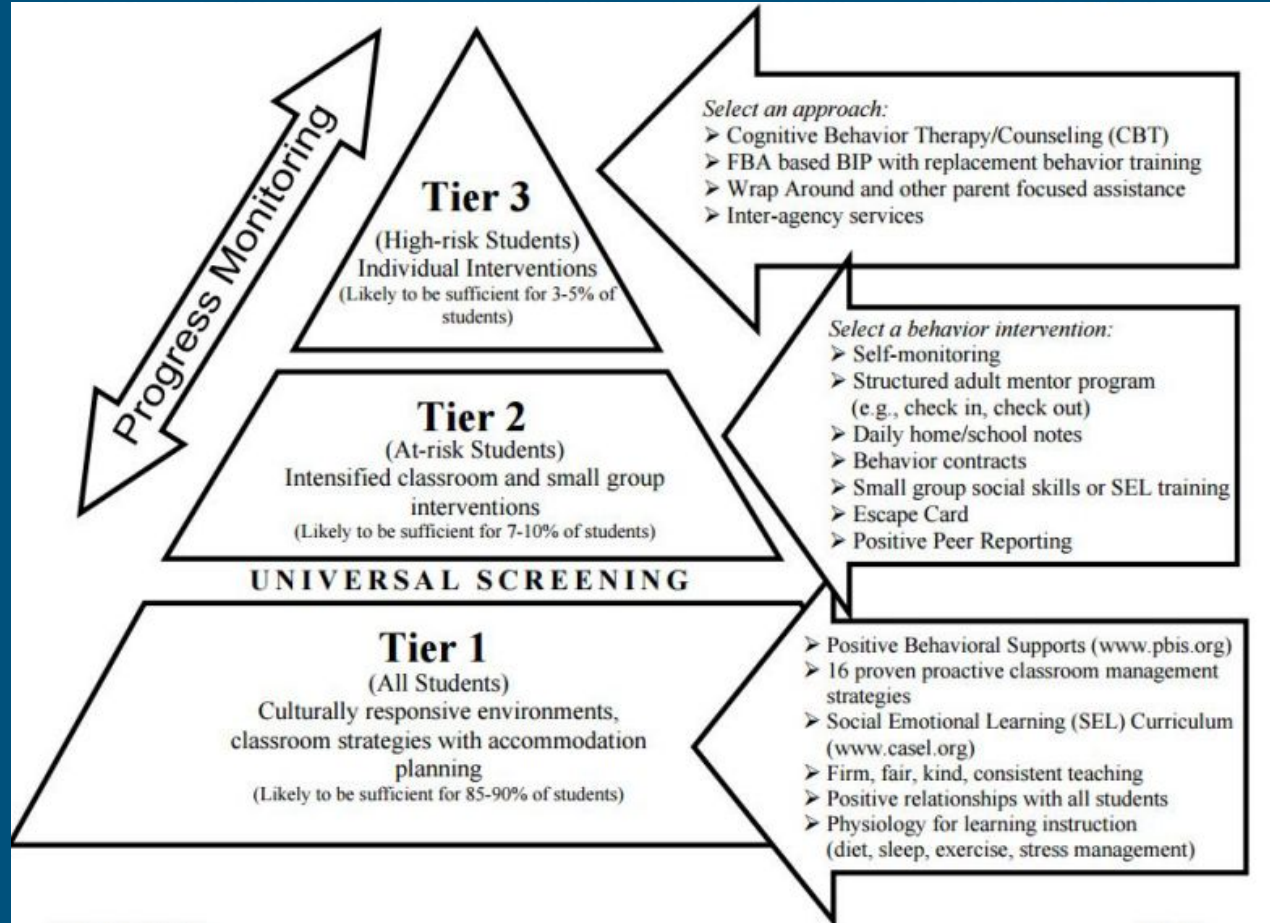 Progress Monitoring
Tier 3
(High-risk Students)
Individual Interventions
(Likely to be sufficient for 3-5% of
students)
Select an approach:
➢ Cognitive Behavior Therapy/Counseling (CBT)
➢ FBA based BIP with replacement behavior training
➢ Wrap Around and other parent focused assistance
➢ Inter-agency services
Tier 2
(At-risk Students)
Intensified classroom and small group
interventions
(Likely to be sufficient for 7-10% of students)
Select a behavior intervention:
➢ Self-monitoring
➢ Structured adult mentor program
(e.g., check in, check out)
➢ Daily home/school notes
➢ Behavior contracts
➢ Small group social skills or SEL training
➢ Escape Card
➢ Positive Peer Reporting
UNIVERSAL SCREENING
Tier 1
(All Students)
Culturally responsive environments,
classroom strategies with accommodation
planning
(Likely to be sufficient for 85-90% of students)
➢ Positive Behavioral Supports (www.pbis.org)
➢ 16 proven proactive classroom management
strategies
➢ Social Emotional Learning (SEL) Curriculum
(www.casel.org)
➢ Firm, fair, kind, consistent teaching
➢ Positive relationships with all students
➢ Physiology for learning instruction
(diet, sleep, exercise, stress management)